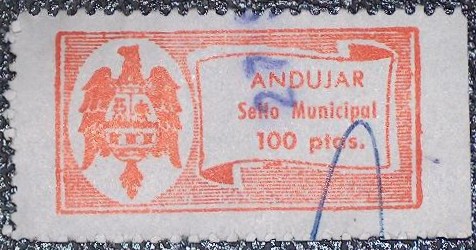 ANDUJAR
Sello Municipal
100 ptas.